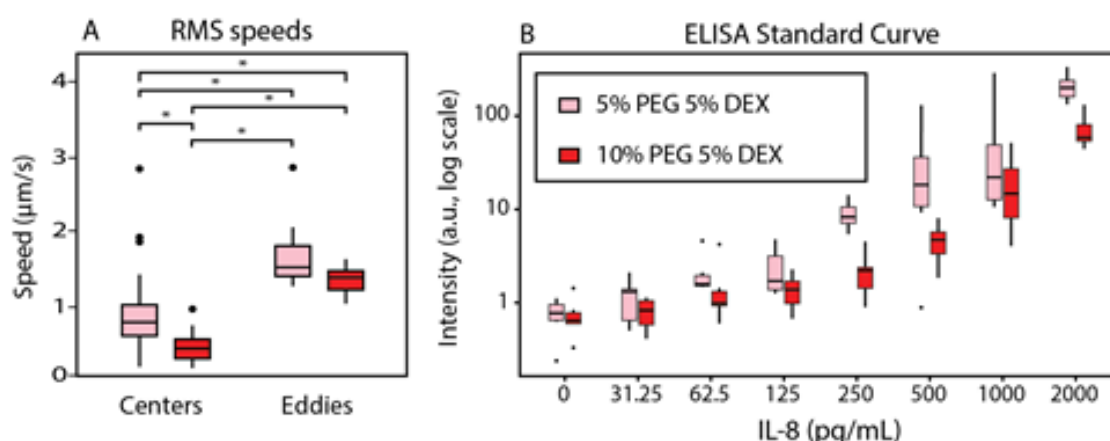 A
RMS speeds
4
3
2
1
0
Speed (µm/s)
Centers
Eddies
B
ELISA Standard Curve
5% PEG 5% DEX
10% PEG 5% DEX
100
10
1
Intensity (a.u., log scale)
0 31.25 62.5 125 250 500 1000 2000
IL-8 (pg/mL)